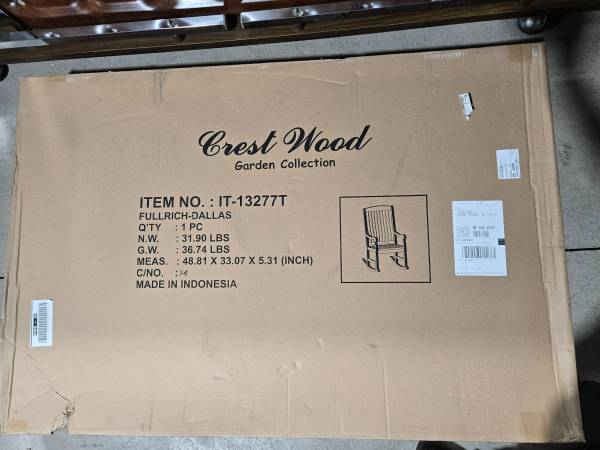 Crest Wood
Garden Collection
ITEM NO. : IT-13277T
FULLRICH-DALLAS
Q'TY : 1 PC
N.W. : 31.90 LBS
G.W. : 36.74 LBS
MEAS. : 48.81 X 33.07 X 5.31 (INCH)
C/NO. :
MADE IN INDONESIA